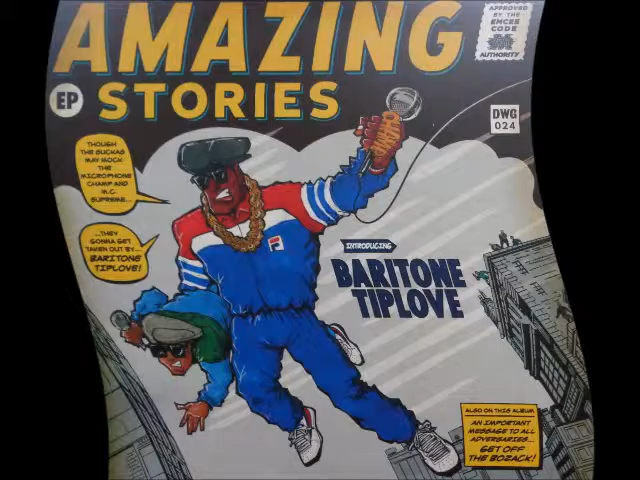 AMAZING
EP
STORIES
APPROVED
BY THE
EMCEE
CODE
AUTHORITY
DWG
024
THOUGH
THE SUCKAS
MAY MOCK
THE
MICROPHONE
CHAMP AND
M.C.
SUPREME...
...THEY
GONNA GET
TAKEN OUT BY...
BARITONE
TIPLOVE!
INTRODUCING
BARITONE
TIPLOVE
FILA
ALSO ON THIS ALBUM
AN IMPORTANT
MESSAGE TO ALL
ADVERSARIES...
GET OFF
THE BOZACK!